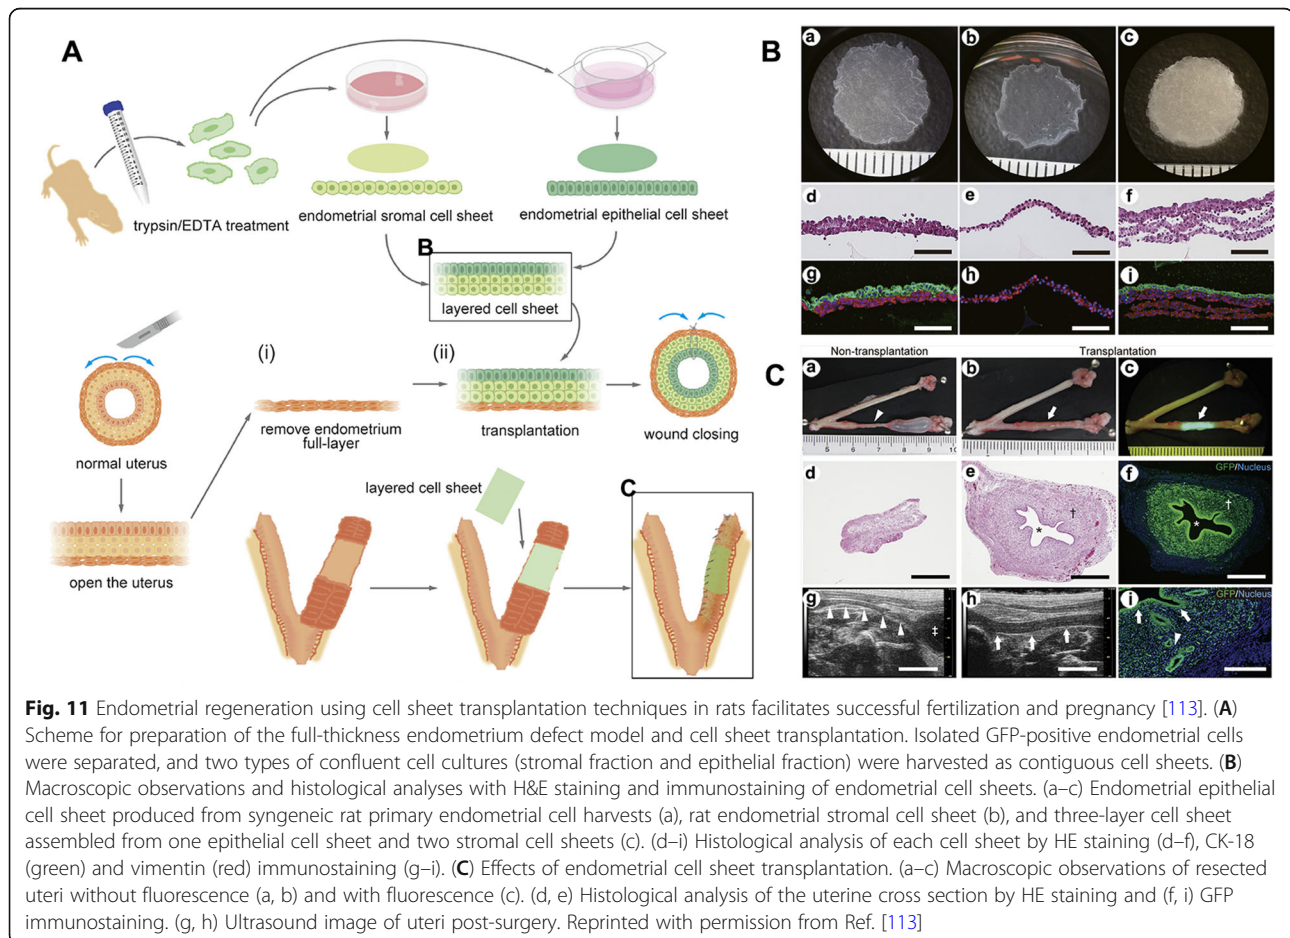 A
trypsin/EDTA treatment
endometrial sromal cell sheet
endometrial epithelial cell sheet
B
layered cell sheet
(i)
(ii)
normal uterus
remove endometrium
full-layer
transplantation
wound closing
open the uterus
layered cell sheet
C
B
a
b
c
d
e
f
g
h
i
C
Non-transplantation
Transplantation
a
b
c
5 6 7 8 9 10
d
e
†
*
f
GFP/Nucleus
†
*
g
‡
h
i
GFP/Nucleus
Fig. 11 Endometrial regeneration using cell sheet transplantation techniques in rats facilitates successful fertilization and pregnancy [113]. (A)
Scheme for preparation of the full-thickness endometrium defect model and cell sheet transplantation. Isolated GFP-positive endometrial cells
were separated, and two types of confluent cell cultures (stromal fraction and epithelial fraction) were harvested as contiguous cell sheets. (B)
Macroscopic observations and histological analyses with H&E staining and immunostaining of endometrial cell sheets. (a–c) Endometrial epithelial
cell sheet produced from syngeneic rat primary endometrial cell harvests (a), rat endometrial stromal cell sheet (b), and three-layer cell sheet
assembled from one epithelial cell sheet and two stromal cell sheets (c). (d–i) Histological analysis of each cell sheet by HE staining (d–f), CK-18
(green) and vimentin (red) immunostaining (g–i). (C) Effects of endometrial cell sheet transplantation. (a–c) Macroscopic observations of resected
uteri without fluorescence (a, b) and with fluorescence (c). (d, e) Histological analysis of the uterine cross section by HE staining and (f, i) GFP
immunostaining. (g, h) Ultrasound image of uteri post-surgery. Reprinted with permission from Ref. [113]